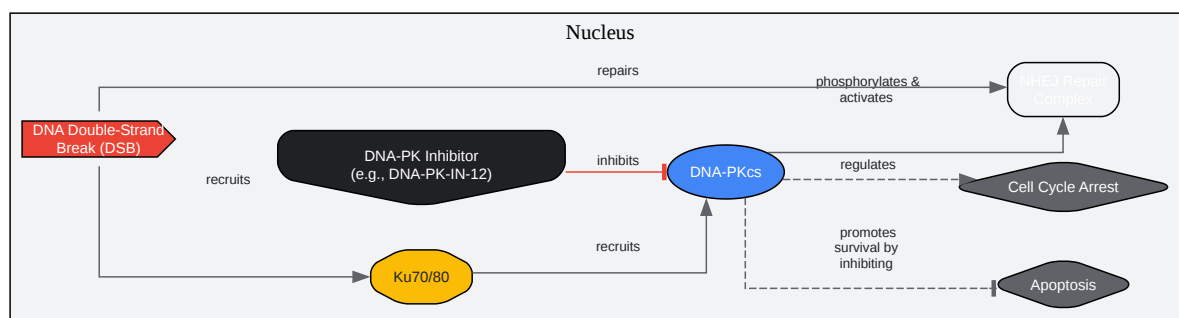 Nucleus
repairs
phosphorylates &
activates
NHEJ Repair
Complex
DNA Double-Strand
Break (DSB)
DNA-PK Inhibitor
(e.g., DNA-PK-IN-12)
inhibits
DNA-PKcs
regulates
Cell Cycle Arrest
recruits
promotes
survival by
inhibiting
recruits
Ku70/80
Apoptosis